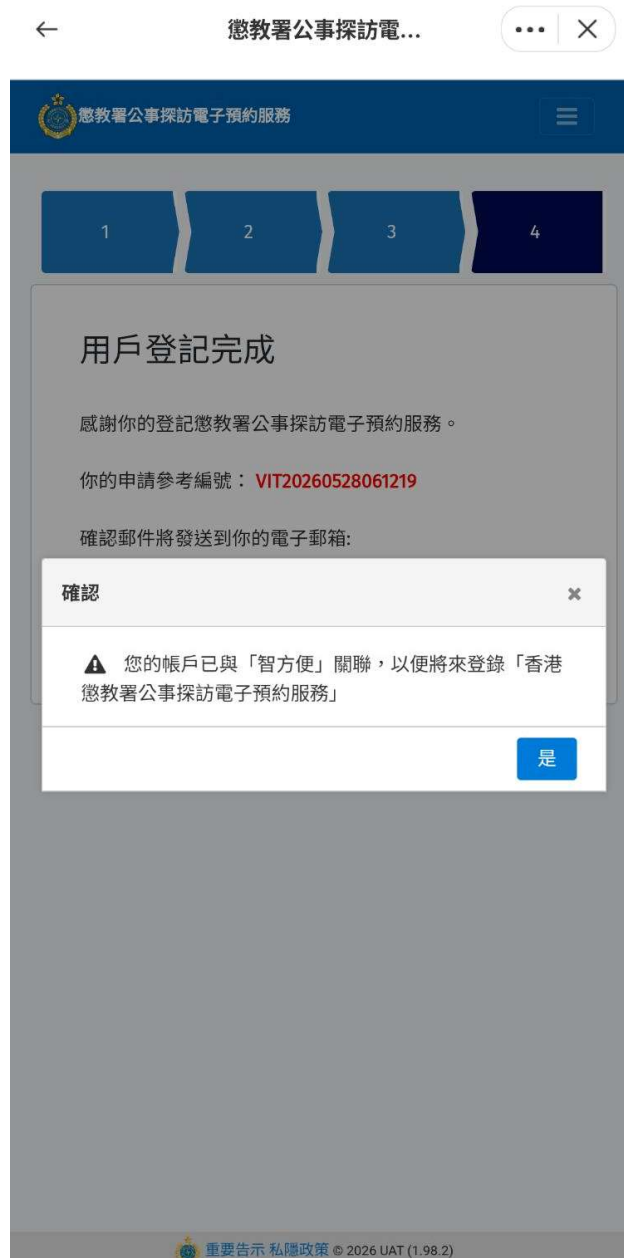 懲教署公事探訪電...
懲教署公事探訪電子預約服務
1
2
3
4
用戶登記完成
感謝你的登記懲教署公事探訪電子預約服務。
你的申請參考編號： VIT20260528061219
確認郵件將發送到你的電子郵箱:
確認
您的帳戶已與「智方便」關聯，以便將來登錄「香港
懲教署公事探訪電子預約服務」
是
重要告示 私隱政策 © 2026 UAT (1.98.2)